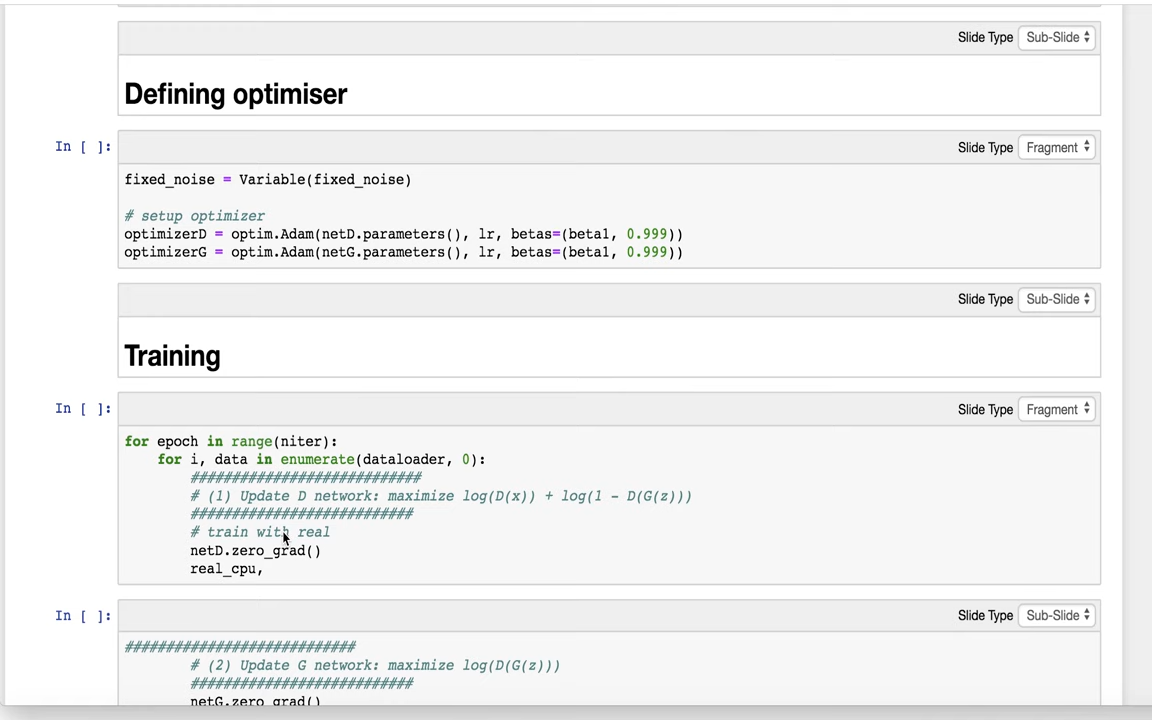 Slide Type Sub-Slide
Defining optimiser
In [ ]:
Slide Type Fragment
fixed_noise = Variable(fixed_noise)
# setup optimizer
optimizerD = optim.Adam(netD.parameters(), lr, betas=(beta1, 0.999))
optimizerG = optim.Adam(netG.parameters(), lr, betas=(beta1, 0.999))
Slide Type Sub-Slide
Training
In [ ]:
Slide Type Fragment
for epoch in range(niter):
    for i, data in enumerate(dataloader, 0):
        ############################
        # (1) Update D network: maximize log(D(x)) + log(1 - D(G(z)))
        ###########################
        # train with real
        netD.zero_grad()
        real_cpu,
In [ ]:
Slide Type Sub-Slide
############################
        # (2) Update G network: maximize log(D(G(z)))
        ###########################
        netG.zero_grad()